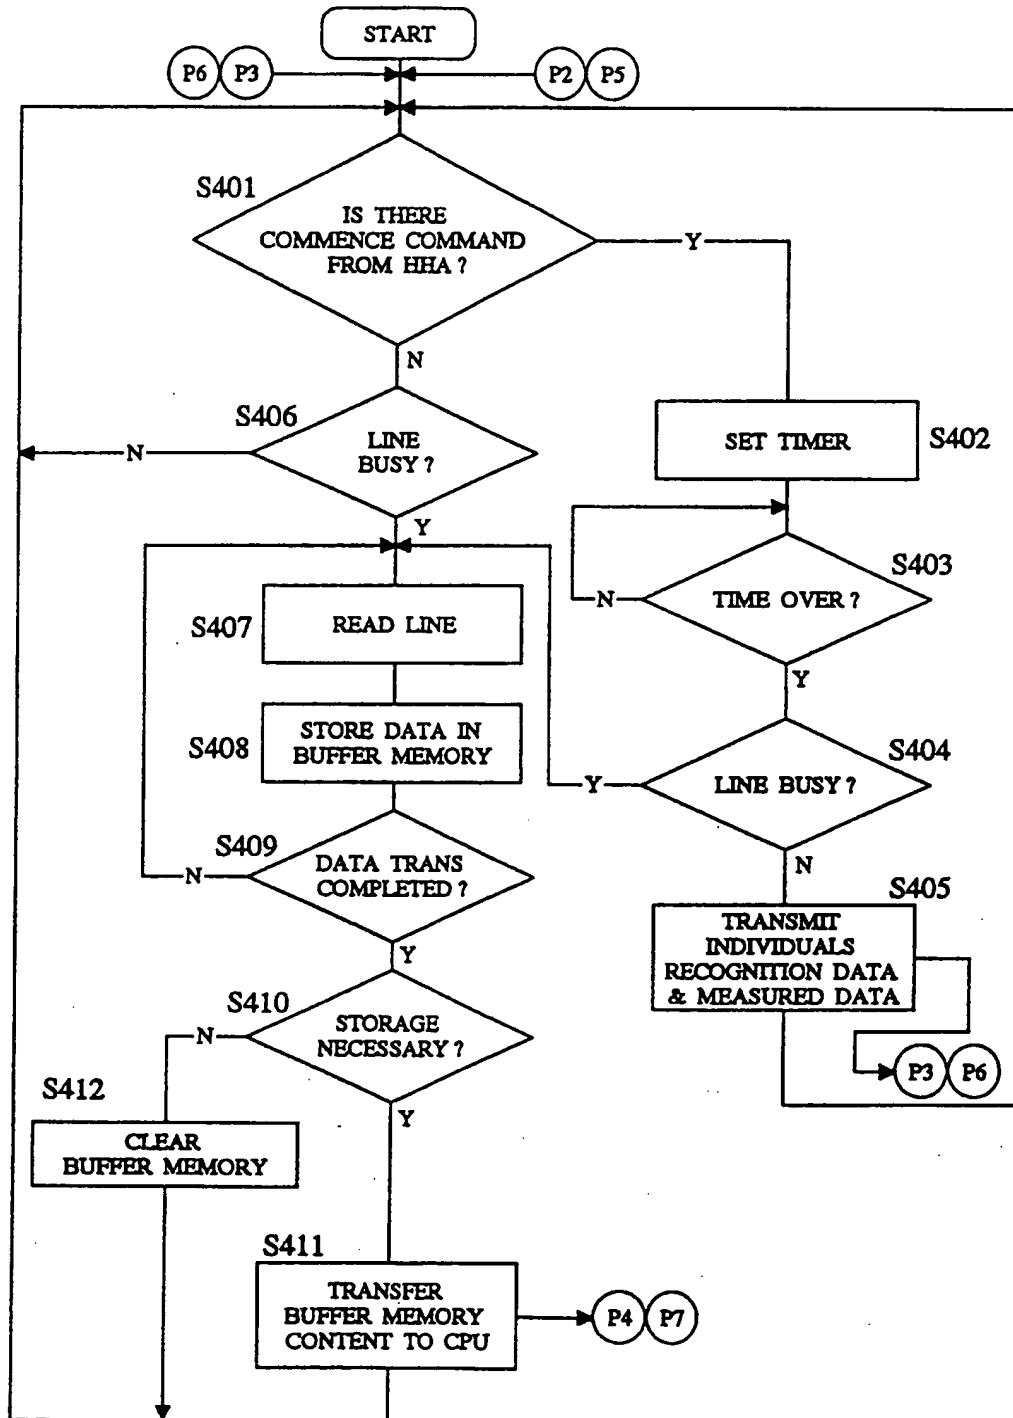 START
P6 P3
P2 P5
S401
IS THERE
COMMENCE COMMAND
FROM HHA ?
Y
N
S406
LINE
BUSY ?
N
Y
SET TIMER
S402
S403
TIME OVER ?
N
Y
S407
READ LINE
S408
STORE DATA IN
BUFFER MEMORY
S404
LINE BUSY ?
Y
N
S409
DATA TRANS
COMPLETED ?
N
Y
S405
TRANSMIT
INDIVIDUALS
RECOGNITION DATA
& MEASURED DATA
P3 P6
S410
STORAGE
NECESSARY ?
N
Y
S412
CLEAR
BUFFER MEMORY
S411
TRANSFER
BUFFER MEMORY
CONTENT TO CPU
P4 P7